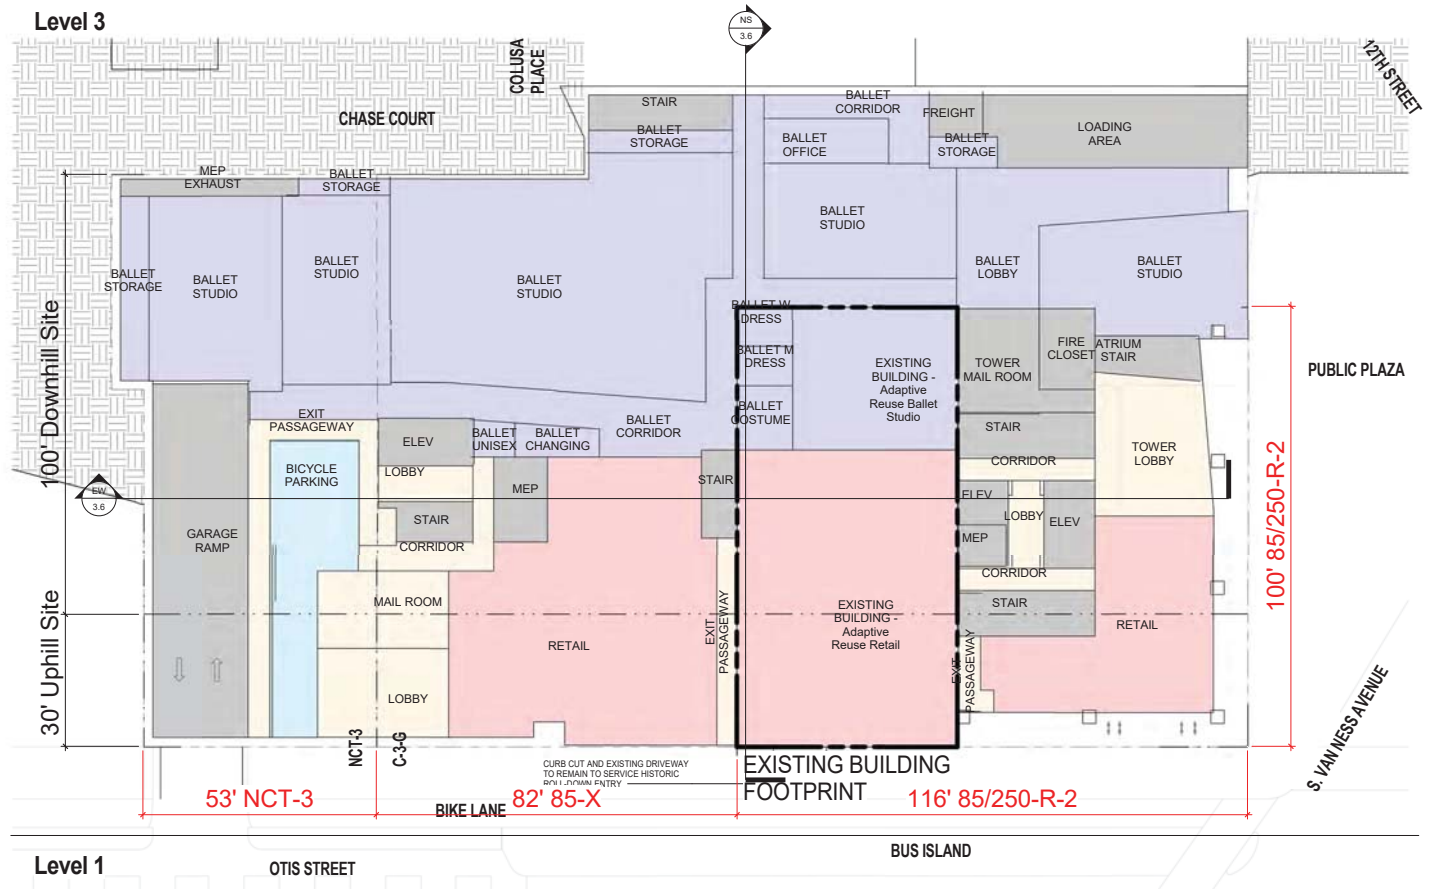 Level 3
NS
3.6
COLUSA
PLACE
12TH STREET
CHASE COURT
STAIR
BALLET
STORAGE
BALLET
CORRIDOR
FREIGHT
BALLET
OFFICE
BALLET
STORAGE
LOADING
AREA
MEP
EXHAUST
BALLET
STORAGE
BALLET
STUDIO
BALLET
STORAGE
BALLET
STUDIO
BALLET
STUDIO
BALLET
STUDIO
BALLET
LOBBY
BALLET
STUDIO
100' Downhill Site
BALLET W
DRESS
BALLET M
DRESS
BALLET
COSTUME
EXISTING
BUILDING -
Adaptive
Reuse Ballet
Studio
TOWER
MAIL ROOM
FIRE
CLOSET
ATRIUM
STAIR
PUBLIC PLAZA
EXIT
PASSAGEWAY
ELEV
BALLET
UNISEX
BALLET
CHANGING
BALLET
CORRIDOR
STAIR
TOWER
LOBBY
BICYCLE
PARKING
LOBBY
MEP
STAIR
CORRIDOR
EW
3.6
ELEV
LOBBY
ELEV
GARAGE
RAMP
STAIR
CORRIDOR
MEP
CORRIDOR
100' 85/250-R-2
30' Uphill Site
MAIL ROOM
RETAIL
EXIT
PASSAGEWAY
EXISTING
BUILDING -
Adaptive
Reuse Retail
STAIR
EXIT
PASSAGEWAY
RETAIL
LOBBY
NCT-3
C-3-G
CURB CUT AND EXISTING DRIVEWAY
TO REMAIN TO SERVICE HISTORIC
ROLL-DOWN ENTRY
EXISTING BUILDING
FOOTPRINT
S. VAN NESS AVENUE
53' NCT-3
82' 85-X
116' 85/250-R-2
BIKE LANE
BUS ISLAND
Level 1
OTIS STREET